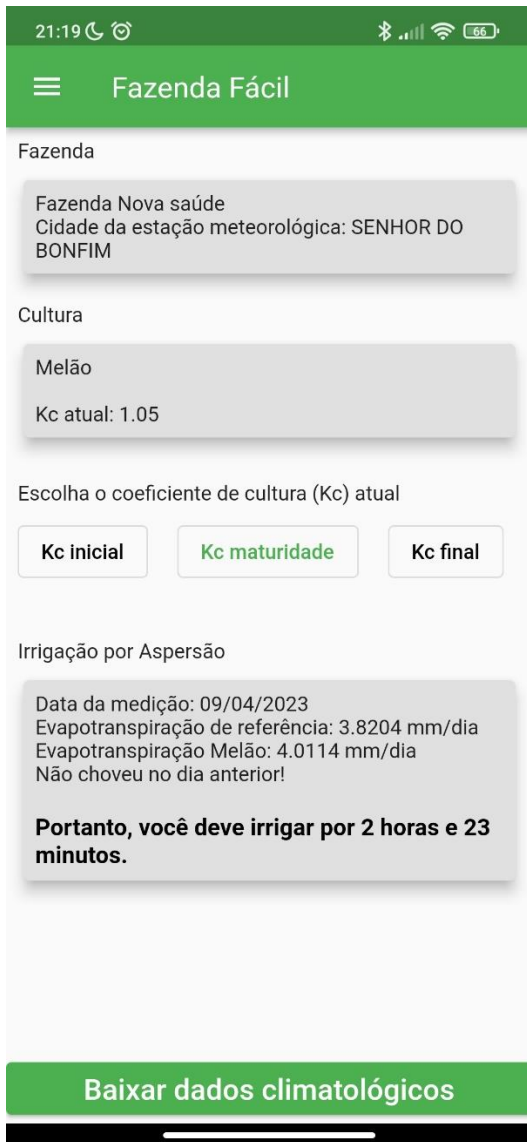 21:19
66
Fazenda Fácil
Fazenda
Fazenda Nova saúde
Cidade da estação meteorológica: SENHOR DO
BONFIM
Cultura
Melão
Kc atual: 1.05
Escolha o coeficiente de cultura (Kc) atual
Kc inicial Kc maturidade Kc final
Irrigação por Aspersão
Data da medição: 09/04/2023
Evapotranspiração de referência: 3.8204 mm/dia
Evapotranspiração Melão: 4.0114 mm/dia
Não choveu no dia anterior!
Portanto, você deve irrigar por 2 horas e 23
minutos.
Baixar dados climatológicos